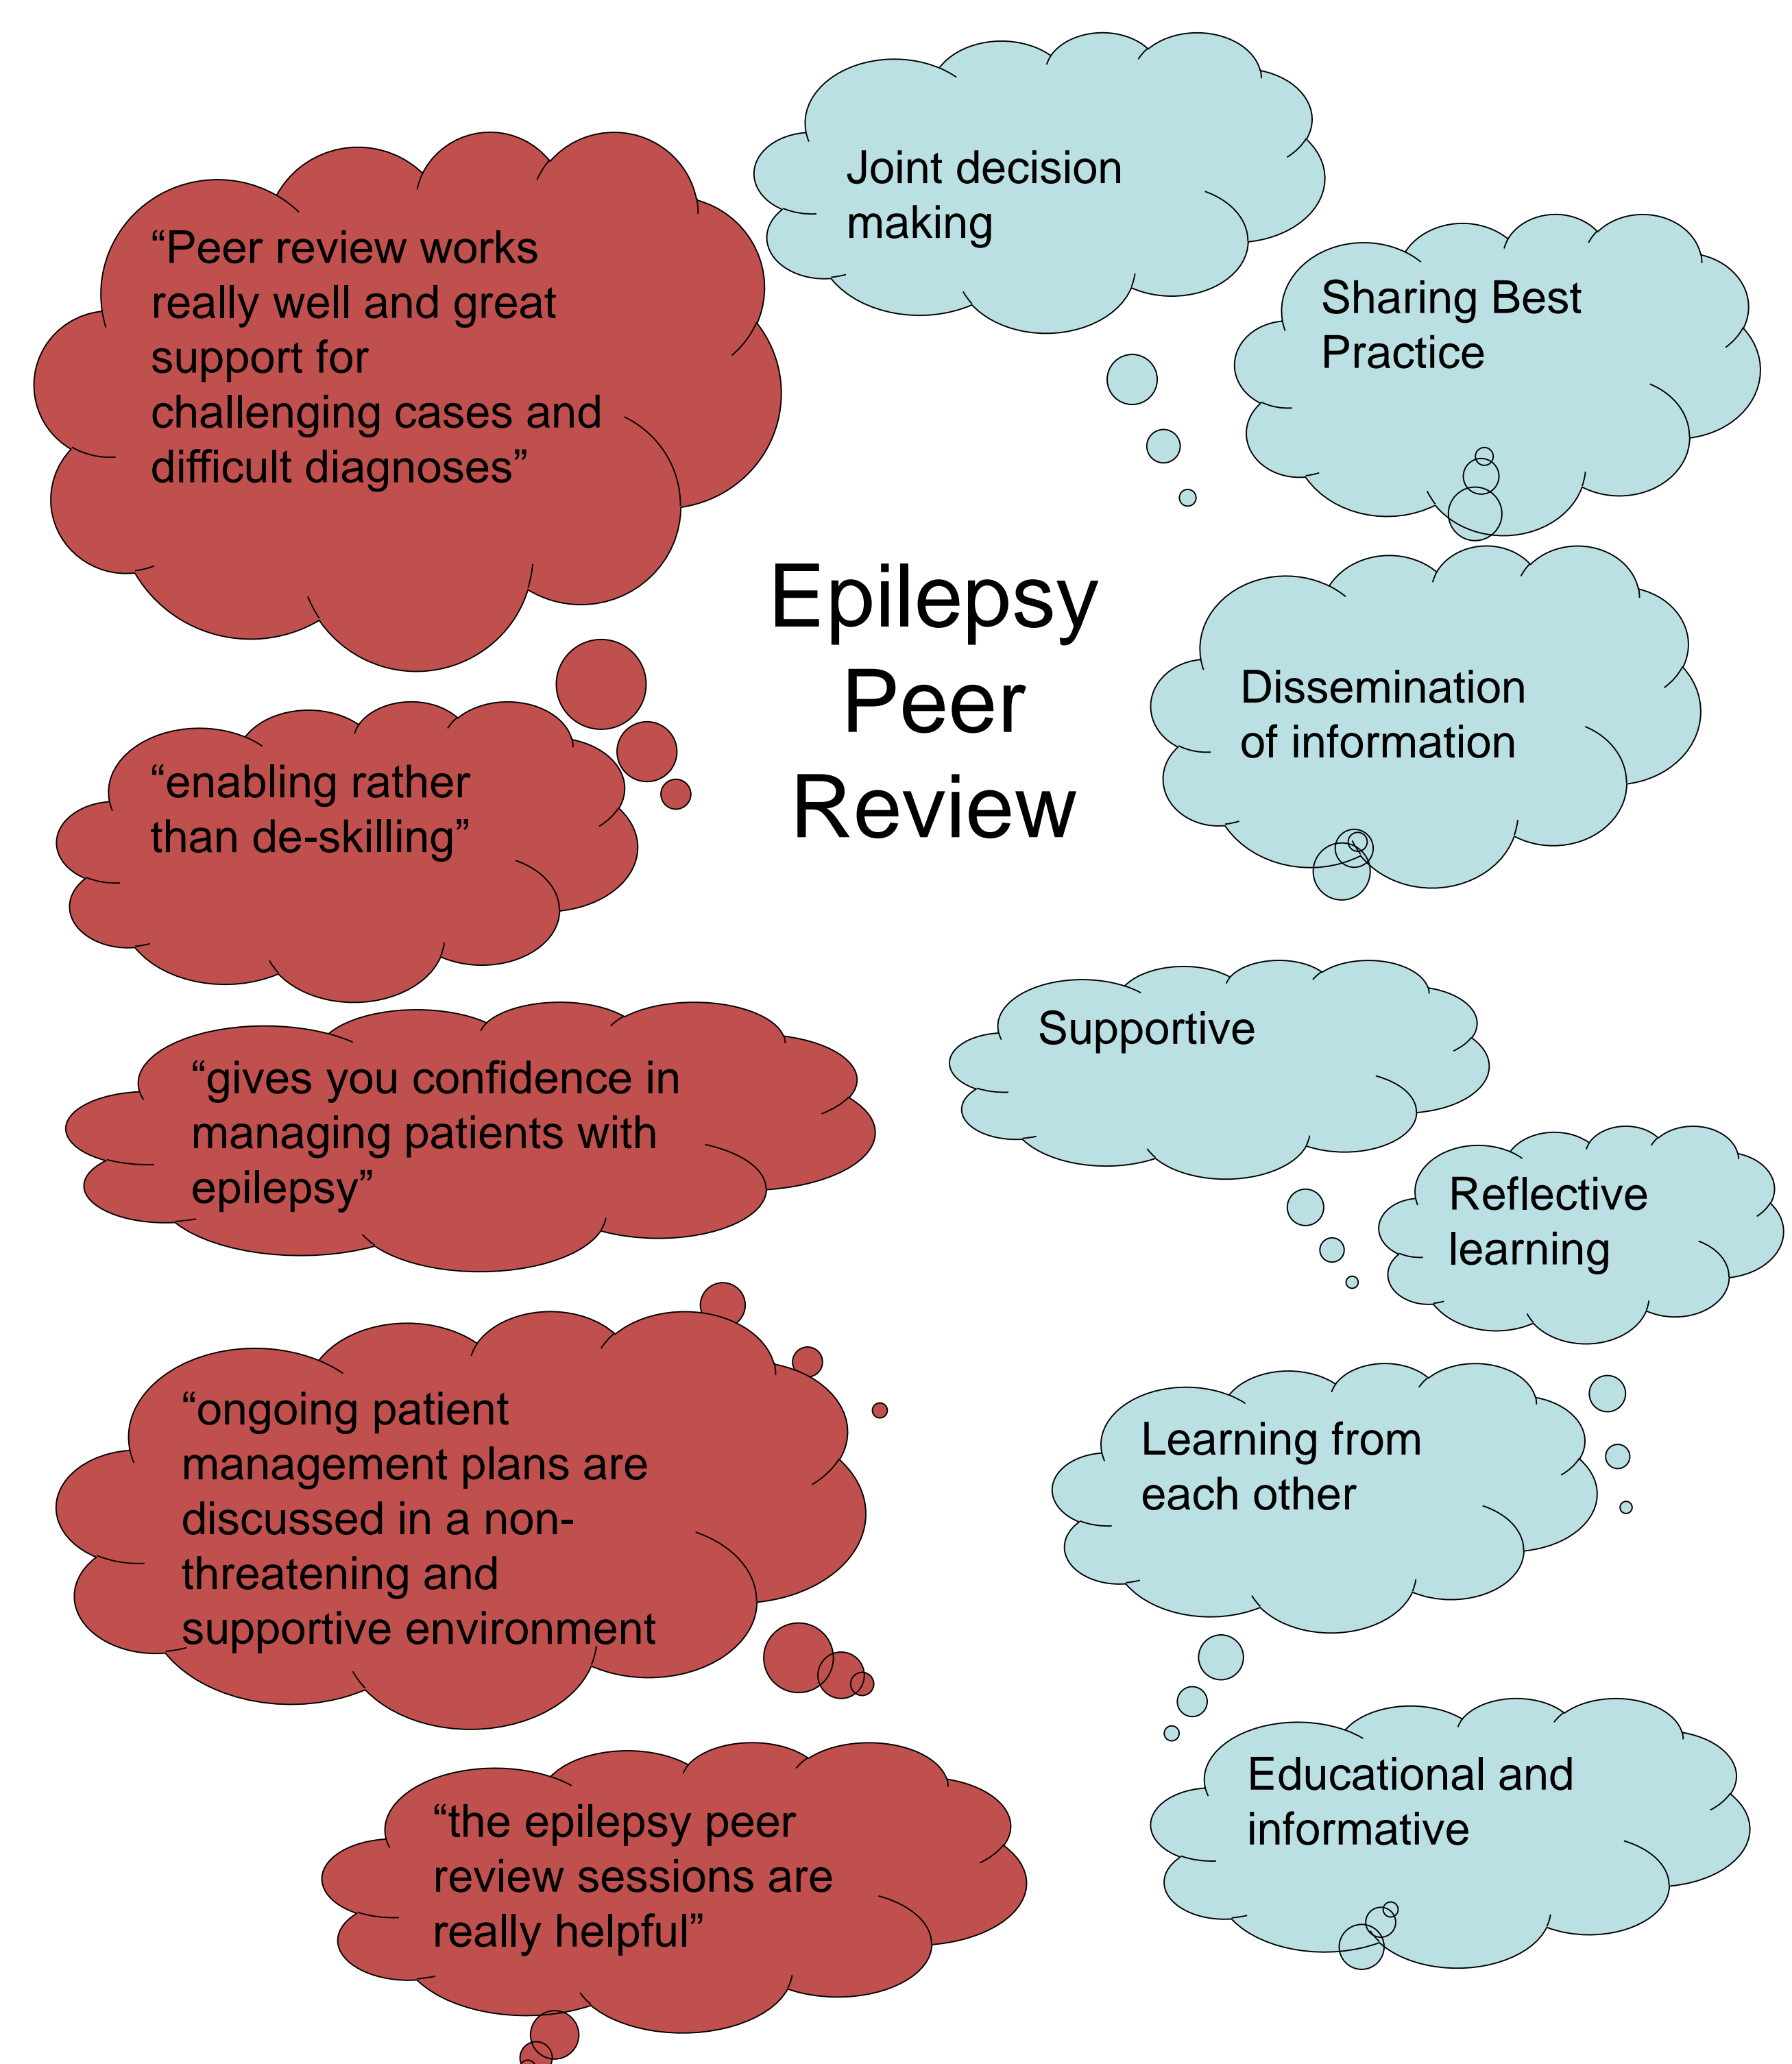 Joint decision
making
“Peer review works
really well and great
support for
challenging cases and
difficult diagnoses”
Sharing Best
Practice
Epilepsy
Peer
Review
Dissemination
of information
“enabling rather
than de-skilling”
Supportive
“gives you confidence in
managing patients with
epilepsy”
Reflective
learning
“ongoing patient
management plans are
discussed in a non-
threatening and
supportive environment
Learning from
each other
Educational and
informative
“the epilepsy peer
review sessions are
really helpful”